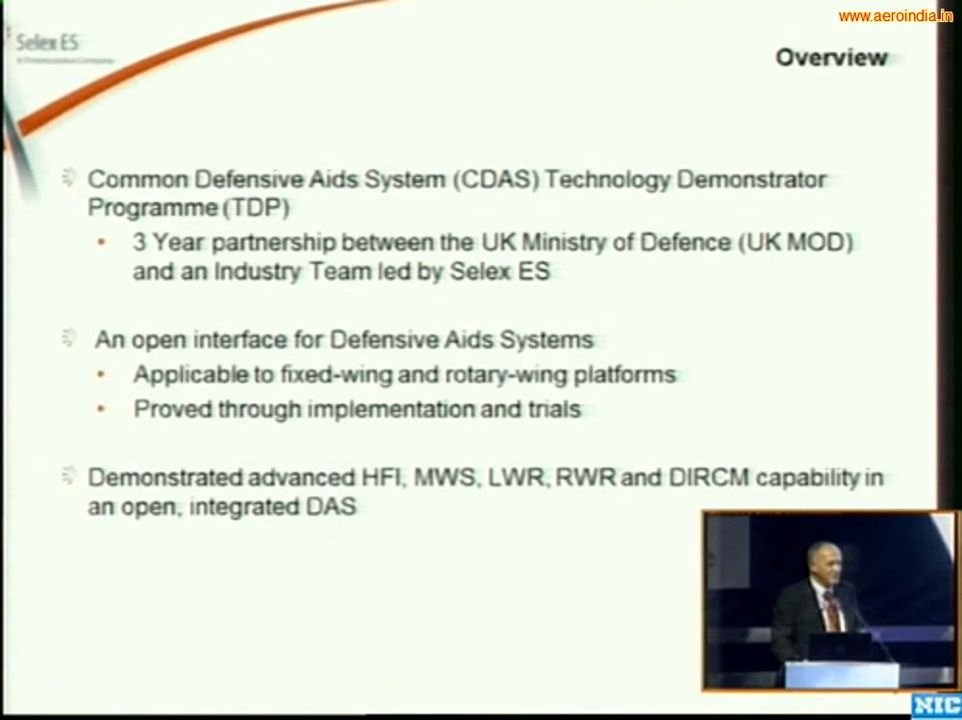 www.aeroindia.in
Selex ES
Overview
Common Defensive Aids System (CDAS) Technology Demonstrator
Programme (TDP)
• 3 Year partnership between the UK Ministry of Defence (UK MOD)
and an Industry Team led by Selex ES
An open interface for Defensive Aids Systems
• Applicable to fixed-wing and rotary-wing platforms
• Proved through implementation and trials
Demonstrated advanced HFI, MWS, LWR, RWR and DIRCM capability in
an open, integrated DAS
NIC